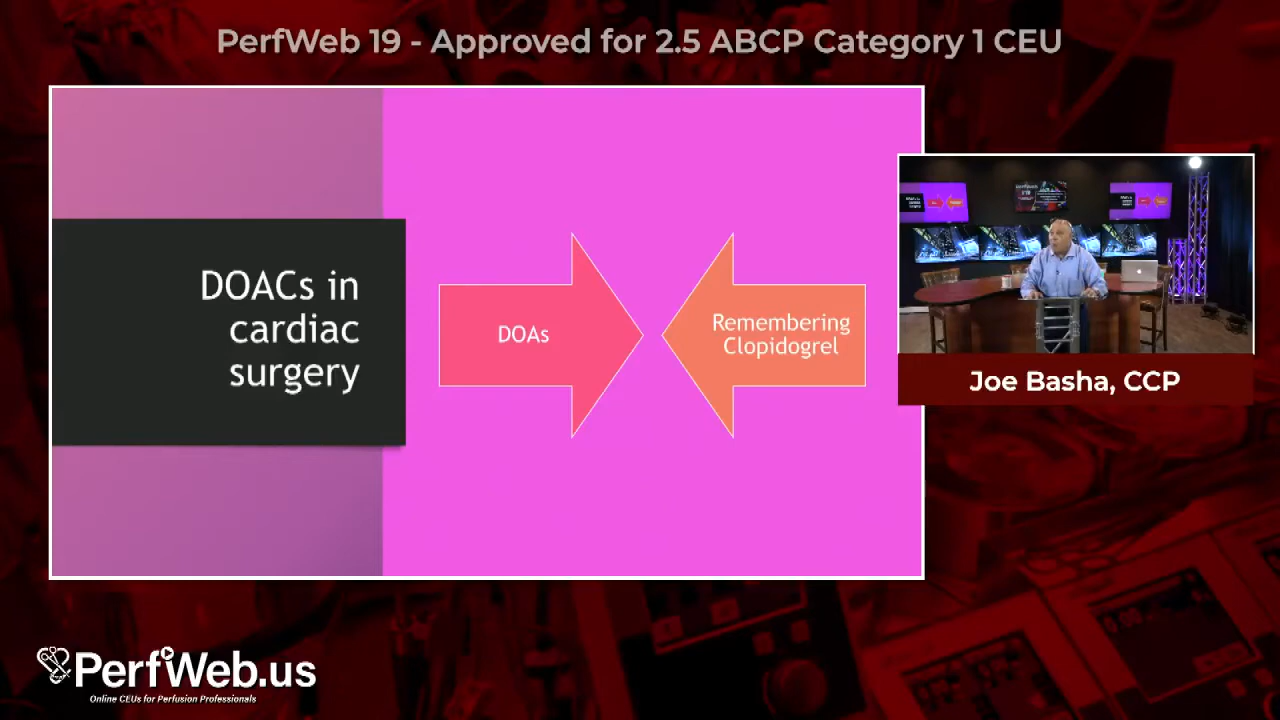 PerfWeb 19 - Approved for 2.5 ABCP Category 1 CEU
DOACs in
cardiac
surgery
DOAs
Remembering
Clopidogrel
Joe Basha, CCP
PerfWeb.us
Online CEUs for Perfusion Professionals